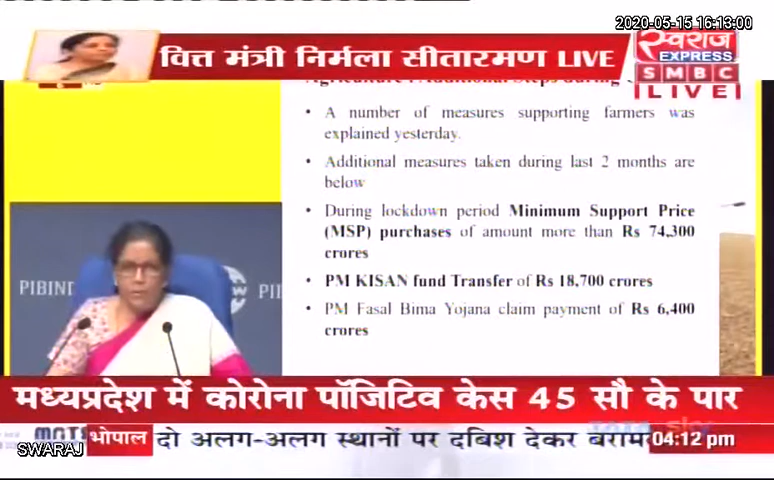 2020-05-15 16:13:00
वित्त मंत्री निर्मला सीतारमण LIVE
स्वराज
EXPRESS
SMBC
LIVE
• A number of measures supporting farmers was
explained yesterday.
• Additional measures taken during last 2 months are
below
• During lockdown period Minimum Support Price
(MSP) purchases of amount more than Rs 74,300
crores
• PM KISAN fund Transfer of Rs 18,700 crores
• PM Fasal Bima Yojana claim payment of Rs 6,400
crores
PIBIND
PI
मध्यप्रदेश में कोरोना पॉजिटिव केस 45 सौ के पार
भोपाल दो अलग-अलग स्थानों पर दबिश देकर बरामद 04:12 pm
SWARAJ